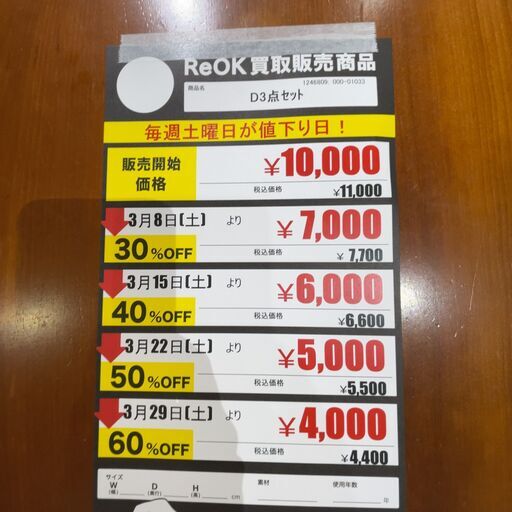 ReOK買取販売商品
1246809 000-01033
商品名
D3点セット
毎週土曜日が値下り日！
販売開始
価格
¥10,000
税込価格 ¥11,000
3月8日(土) より
30%OFF
¥7,000
税込価格 ¥7,700
3月15日(土) より
40%OFF
¥6,000
税込価格 ¥6,600
3月22日(土) より
50%OFF
¥5,000
税込価格 ¥5,500
3月29日(土) より
60%OFF
¥4,000
税込価格 ¥4,400
サイズ
W D H
(幅) (奥行) (高) cm
素材
使用年数
年